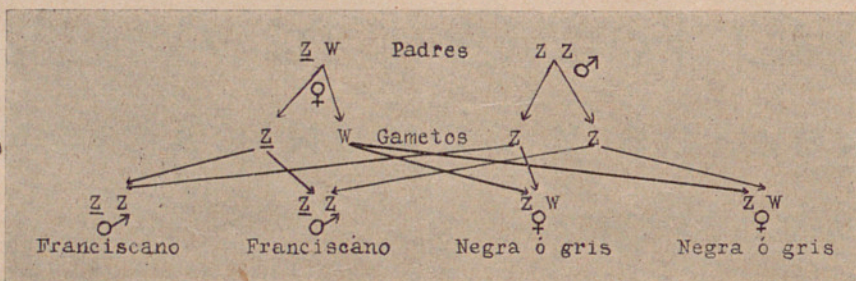 Z W Padres Z Z ♂
♀
Z W Gametos Z Z
Z Z Z Z Z W Z W
♂ ♂ ♀ ♀
Franciscano Franciscano Negra ó gris Negra ó gris